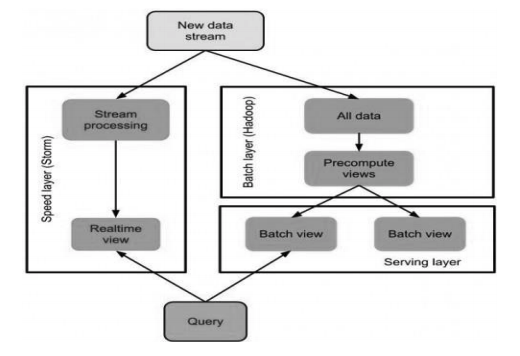 New data
stream
Speed layer (Storm)
Stream
processing
Realtime
view
Batch layer (Hadoop)
All data
Precompute
views
Batch view
Batch view
Serving layer
Query